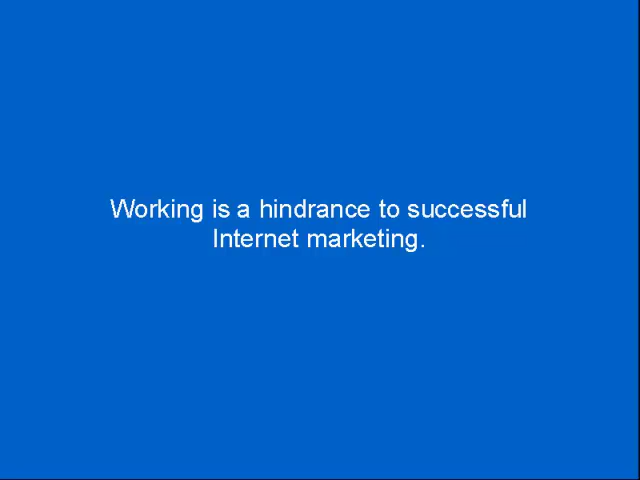 Working is a hindrance to successful
Internet marketing.